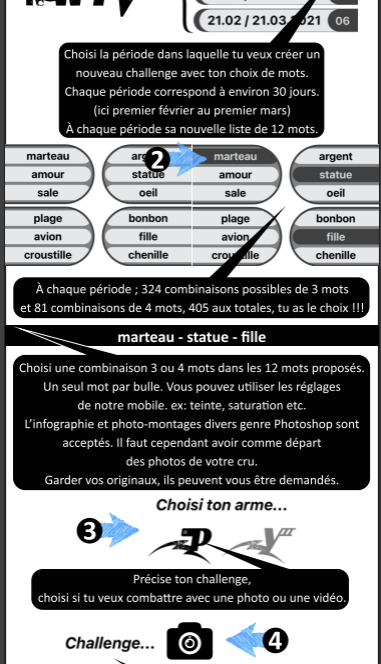 21.02 / 21.03.2021 06
Choisi la période dans laquelle tu veux créer un
nouveau challenge avec ton choix de mots.
Chaque période correspond à environ 30 jours.
(ici premier février au premier mars)
À chaque période sa nouvelle liste de 12 mots.
marteau argent marteau argent
2
amour statue amour statue
sale oeil sale oeil
plage bonbon plage bonbon
avion fille avion fille
croustille chenille croustille chenille
À chaque période ; 324 combinaisons possibles de 3 mots
et 81 combinaisons de 4 mots, 405 aux totales, tu as le choix !!!
marteau - statue - fille
Choisi une combinaison 3 ou 4 mots dans les 12 mots proposés.
Un seul mot par bulle. Vous pouvez utiliser les réglages
de notre mobile. ex: teinte, saturation etc.
L'infographie et photo-montages divers genre Photoshop sont
acceptés. Il faut cependant avoir comme départ
des photos de votre cru.
Garder vos originaux, ils peuvent vous être demandés.
Choisi ton arme...
3
Précise ton challenge,
choisi si tu veux combattre avec une photo ou une vidéo.
Challenge... 4